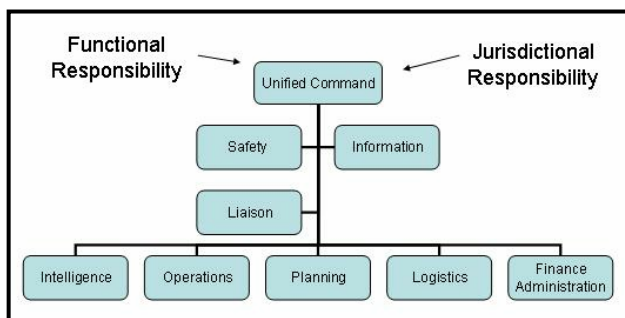 Functional
Responsibility
Jurisdictional
Responsibility
Unified Command
Safety
Information
Liaison
Intelligence
Operations
Planning
Logistics
Finance
Administration